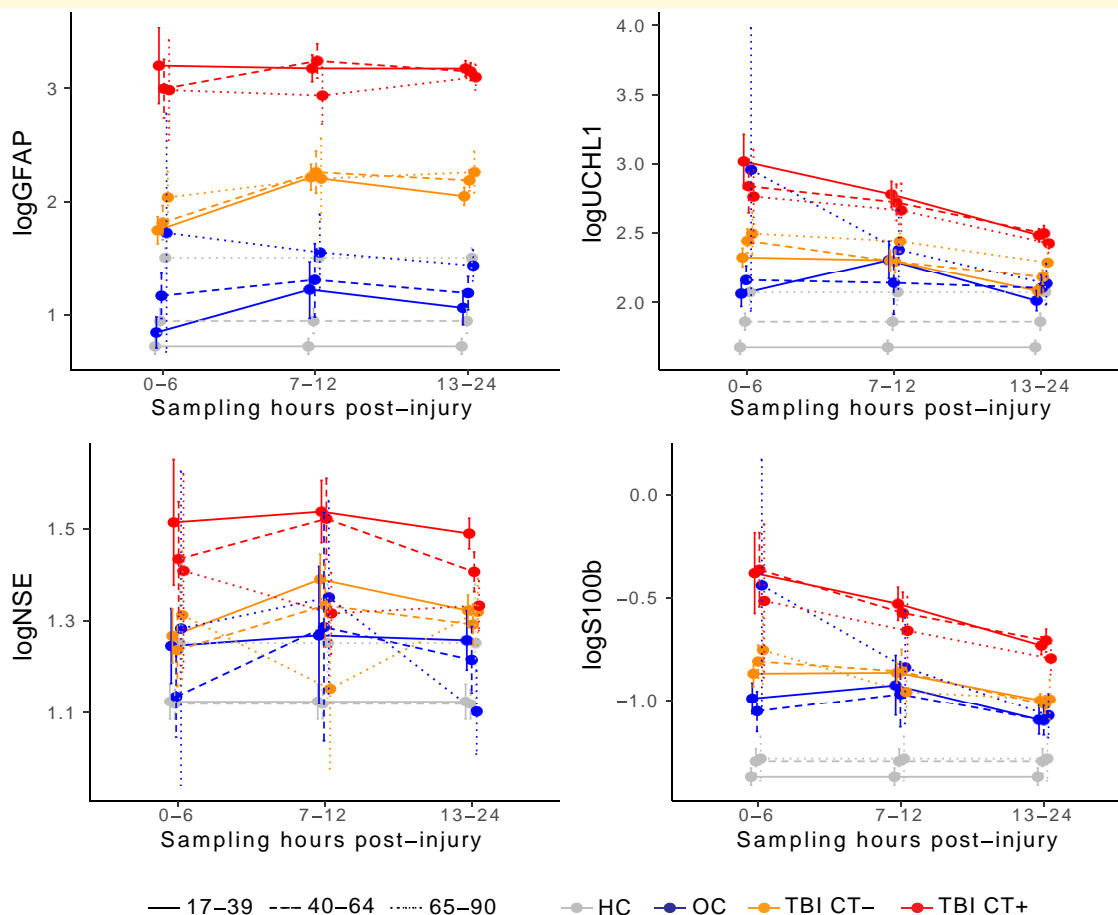 logGFAP
3
2
1
0–6
7–12
13–24
Sampling hours post–injury
logUCHL1
4.0
3.5
3.0
2.5
2.0
0–6
7–12
13–24
Sampling hours post–injury
logNSE
1.5
1.3
1.1
0–6
7–12
13–24
Sampling hours post–injury
logS100b
0.0
−0.5
−1.0
0–6
7–12
13–24
Sampling hours post–injury
17–39 40–64 65–90 HC OC TBI CT− TBI CT+